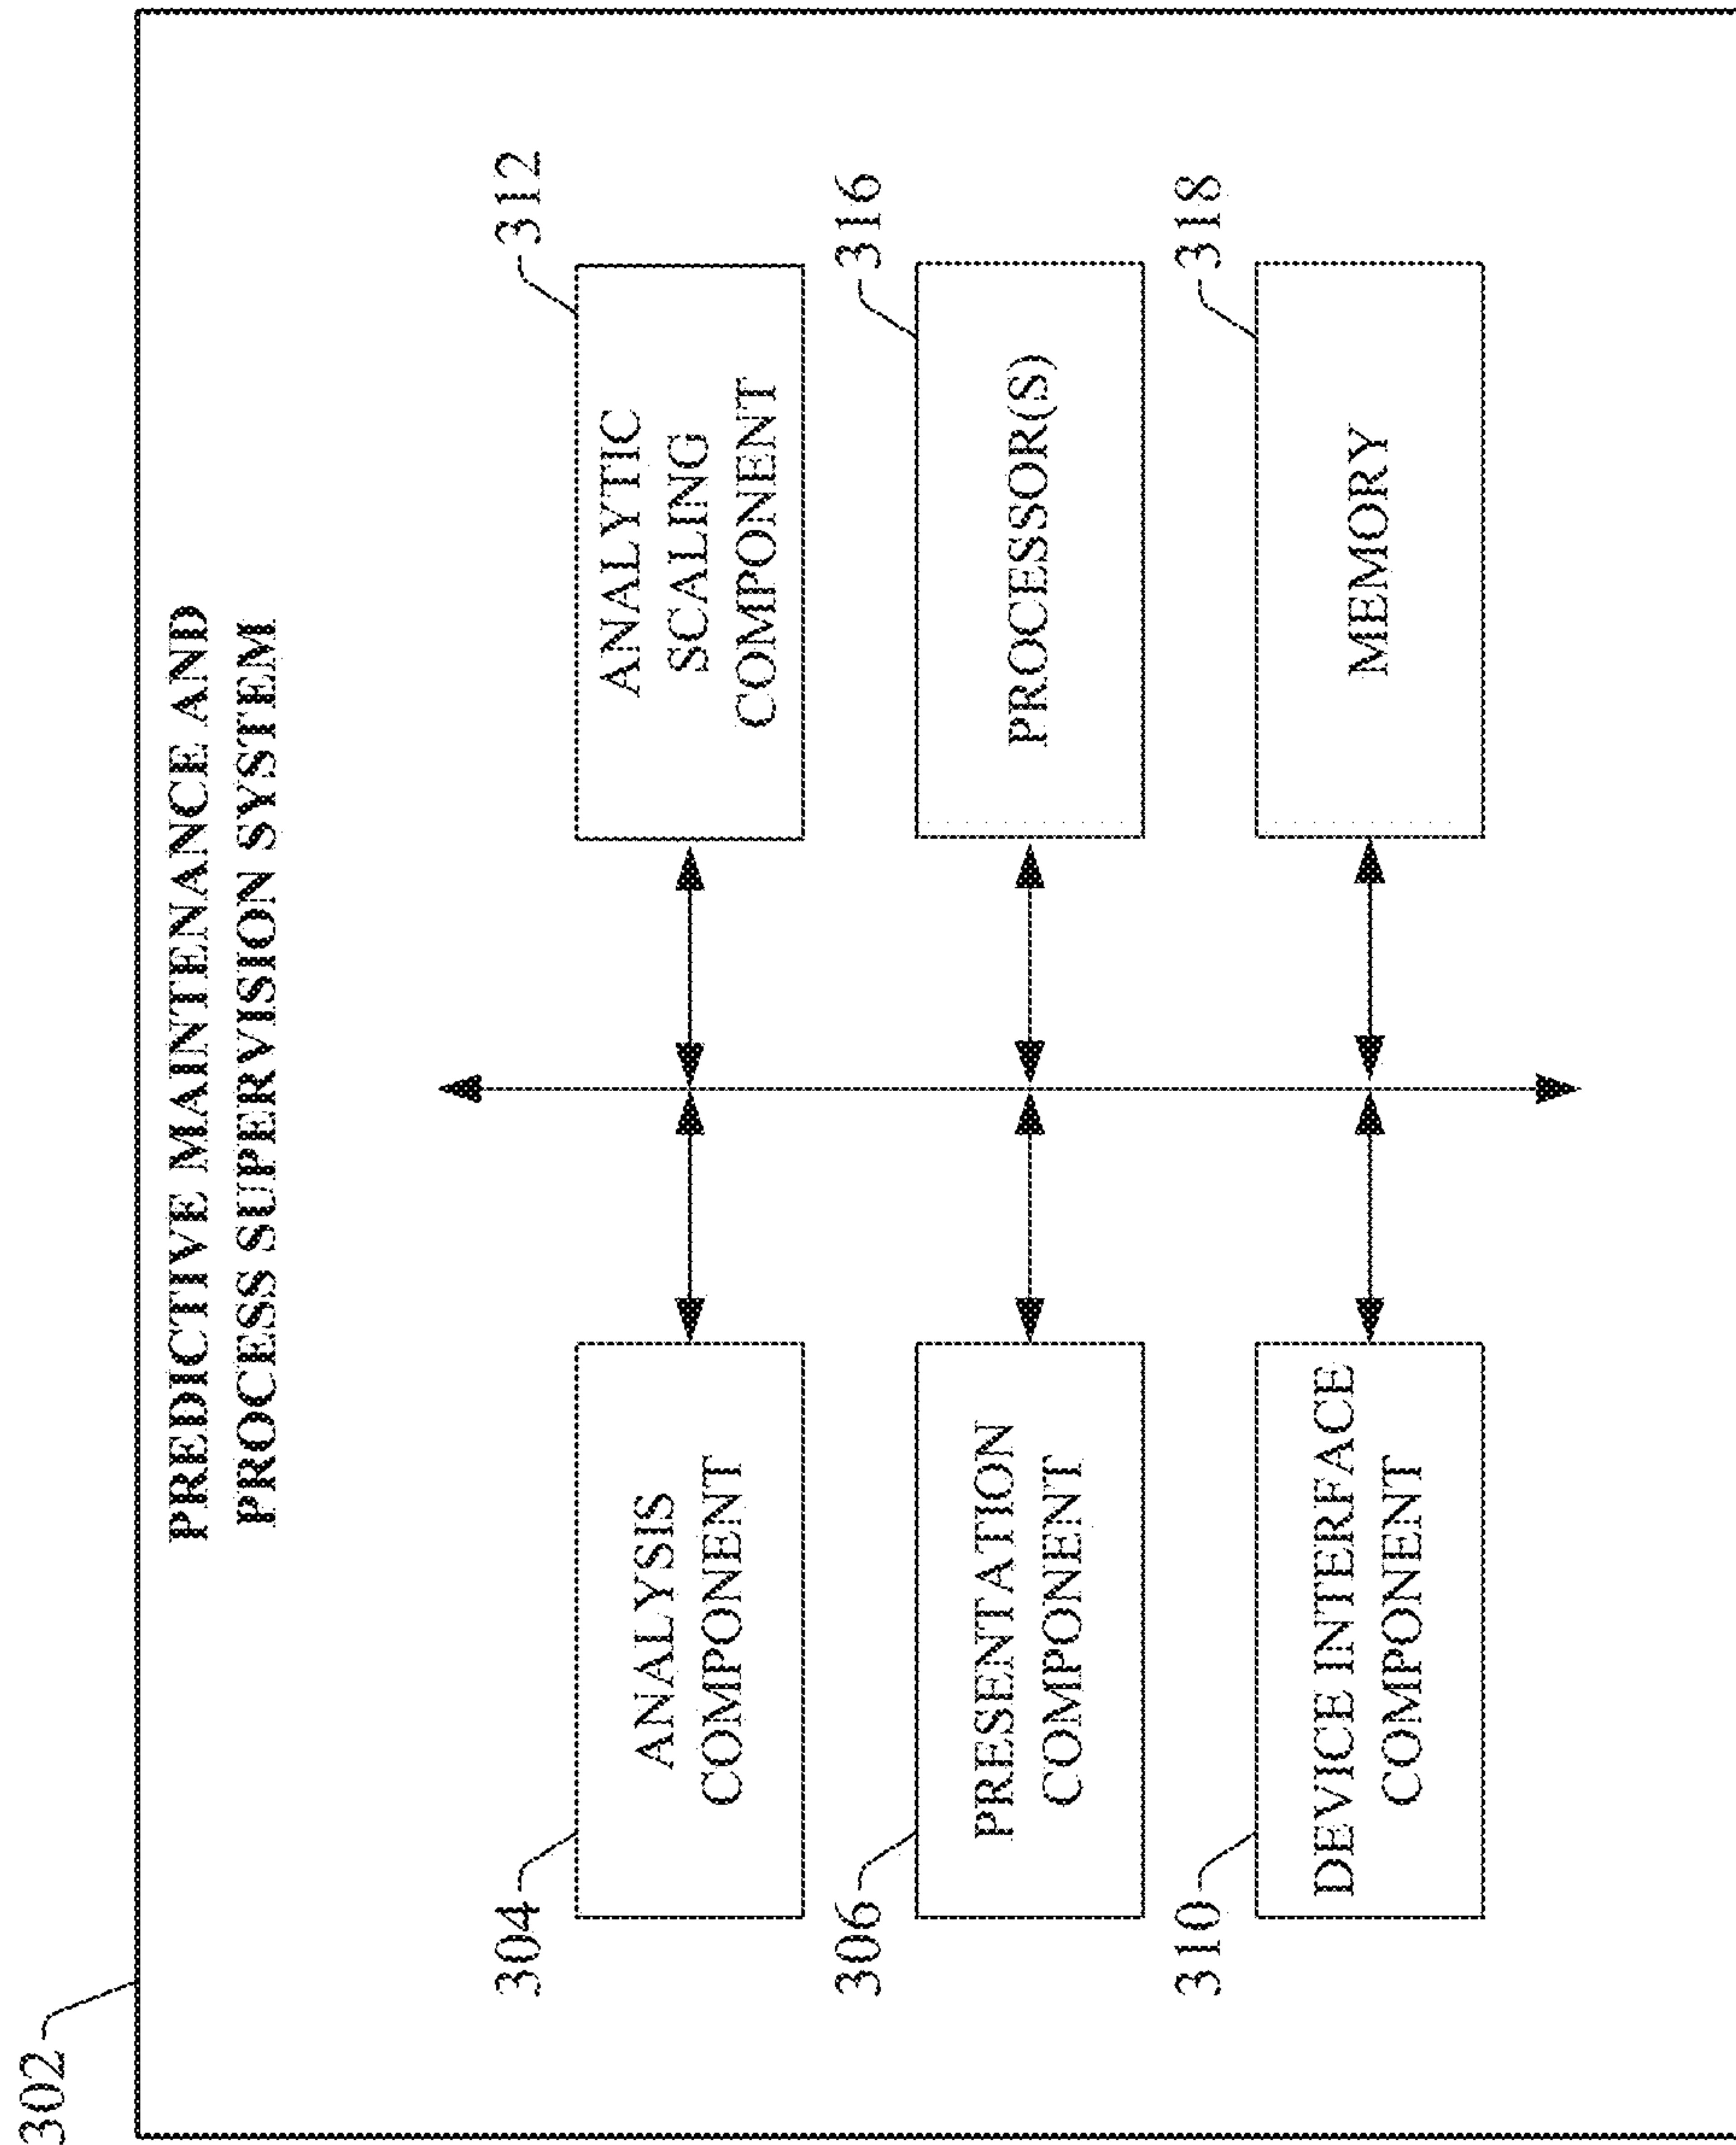 302
PREDICTIVE MAINTENANCE AND
PROCESS SUPERVISION SYSTEM
304
ANALYSIS
COMPONENT
312
ANALYTIC
SCALING
COMPONENT
306
PRESENTATION
COMPONENT
316
PROCESSOR(S)
310
DEVICE INTERFACE
COMPONENT
318
MEMORY